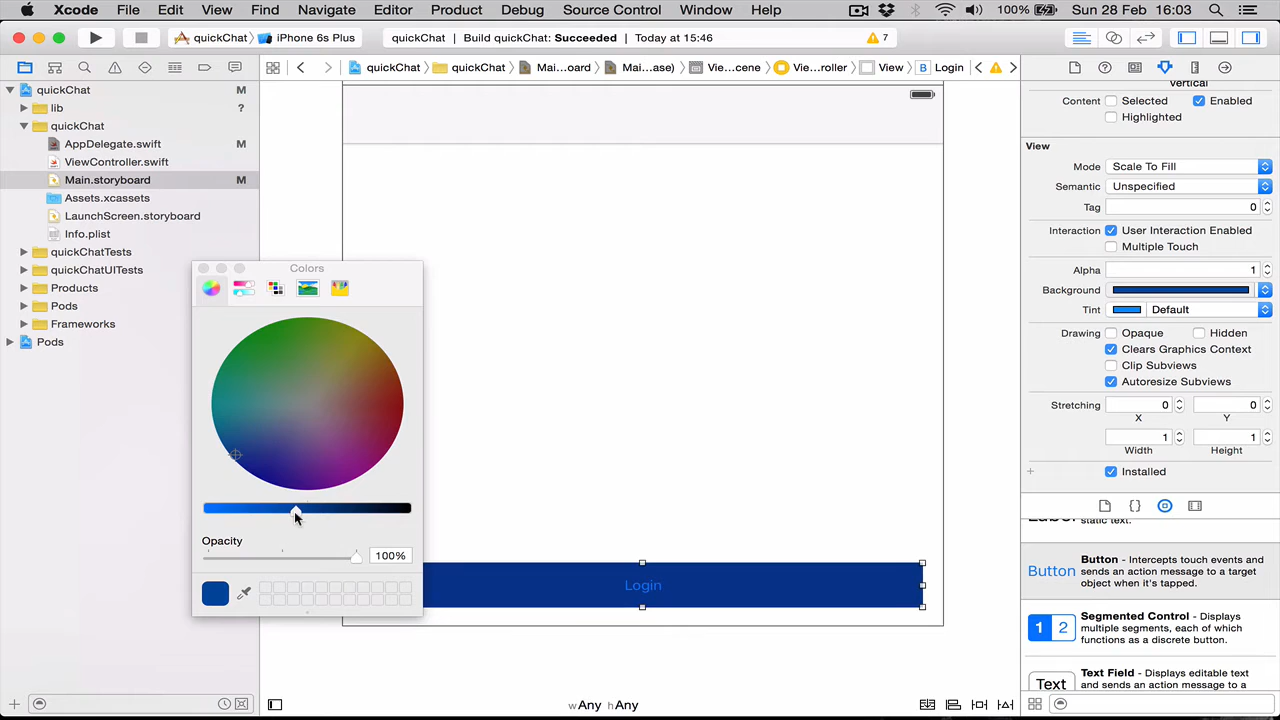 Xcode File Edit View Find Navigate Editor Product Debug Source Control Window Help 100% Sun 28 Feb 16:03
quickChat iPhone 6s Plus quickChat | Build quickChat: Succeeded | Today at 15:46 7
quickChat quickChat Mai...oard Mai...ase) Vie...cene Vie...roller View B Login
quickChat M
lib ?
quickChat
AppDelegate.swift M
ViewController.swift
Main.storyboard M
Assets.xcassets
LaunchScreen.storyboard
Info.plist
quickChatTests
quickChatUITests
Products
Pods
Frameworks
Pods
Colors
Opacity
100%
Login
wAny hAny
Vertical
Content Selected Enabled
Highlighted
View
Mode Scale To Fill
Semantic Unspecified
Tag 0
Interaction User Interaction Enabled
Multiple Touch
Alpha 1
Background
Tint Default
Drawing Opaque Hidden
Clears Graphics Context
Clip Subviews
Autoresize Subviews
Stretching 0 0
X Y
1 1
Width Height
Installed
static text.
Button Button - Intercepts touch events and
sends an action message to a target
object when it's tapped.
1 2 Segmented Control - Displays
multiple segments, each of which
functions as a discrete button.
Text Text Field - Displays editable text
and sends an action message to a